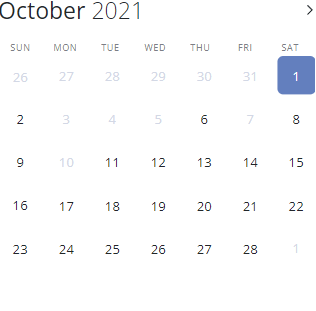 October 2021
SUN MON TUE WED THU FRI SAT
26 27 28 29 30 31 1
2 3 4 5 6 7 8
9 10 11 12 13 14 15
16 17 18 19 20 21 22
23 24 25 26 27 28 1